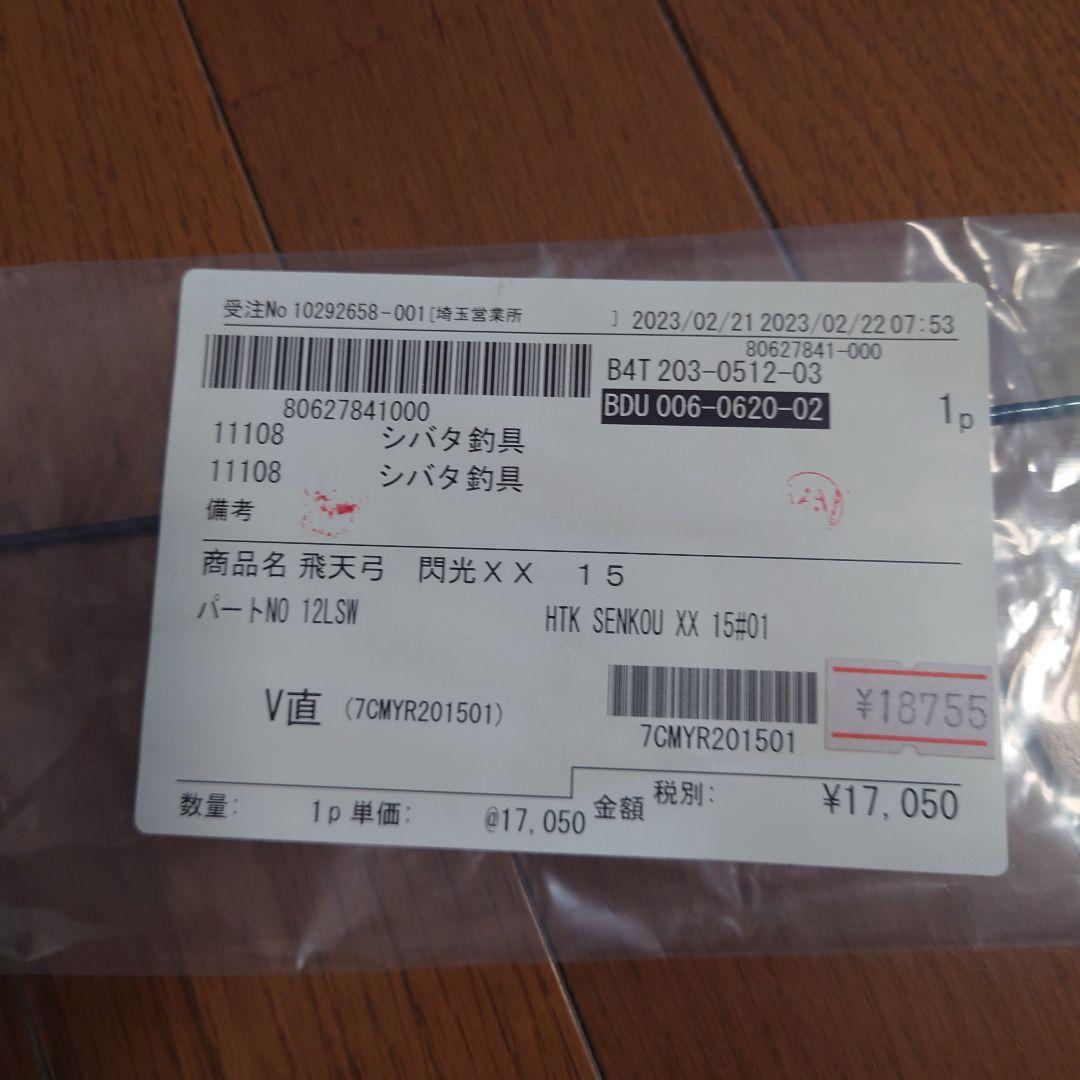 受注No 10292658-001[埼玉営業所 ] 2023/02/21 2023/02/22 07:53
80627841-000
B4T 203-0512-03
80627841000
BDU 006-0620-02 1p
11108 シバタ釣具
11108 シバタ釣具
備考
商品名 飛天弓 閃光XX 15
パートNO 12LSW HTK SENKOU XX 15#01
V直 (7CMYR201501)
7CMYR201501
¥18755
数量: 1p 単価: @17,050 金額 税別: ¥17,050